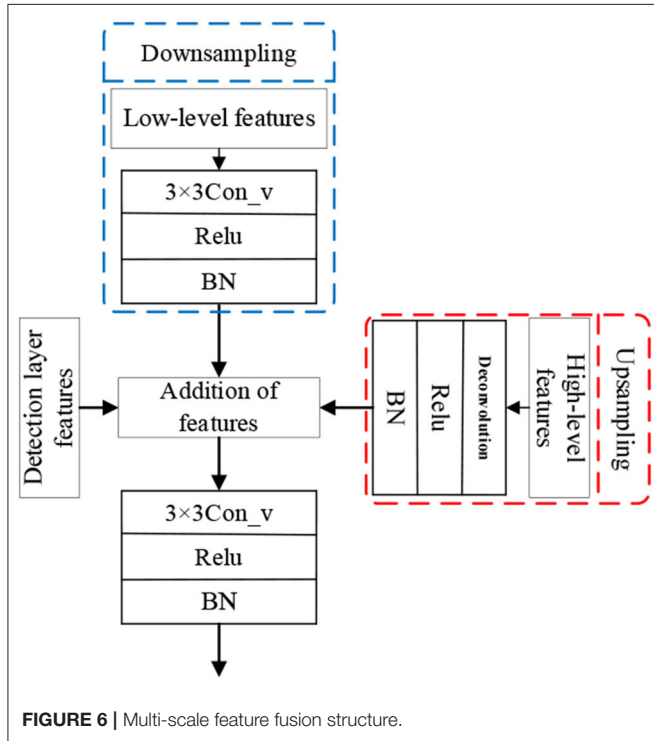 Downsampling
Low-level features
3×3Con_v
Relu
BN
Detection layer
features
Addition of
features
BN
Relu
Deconvolution
High-level
features
Upsampling
3×3Con_v
Relu
BN
FIGURE 6 | Multi-scale feature fusion structure.